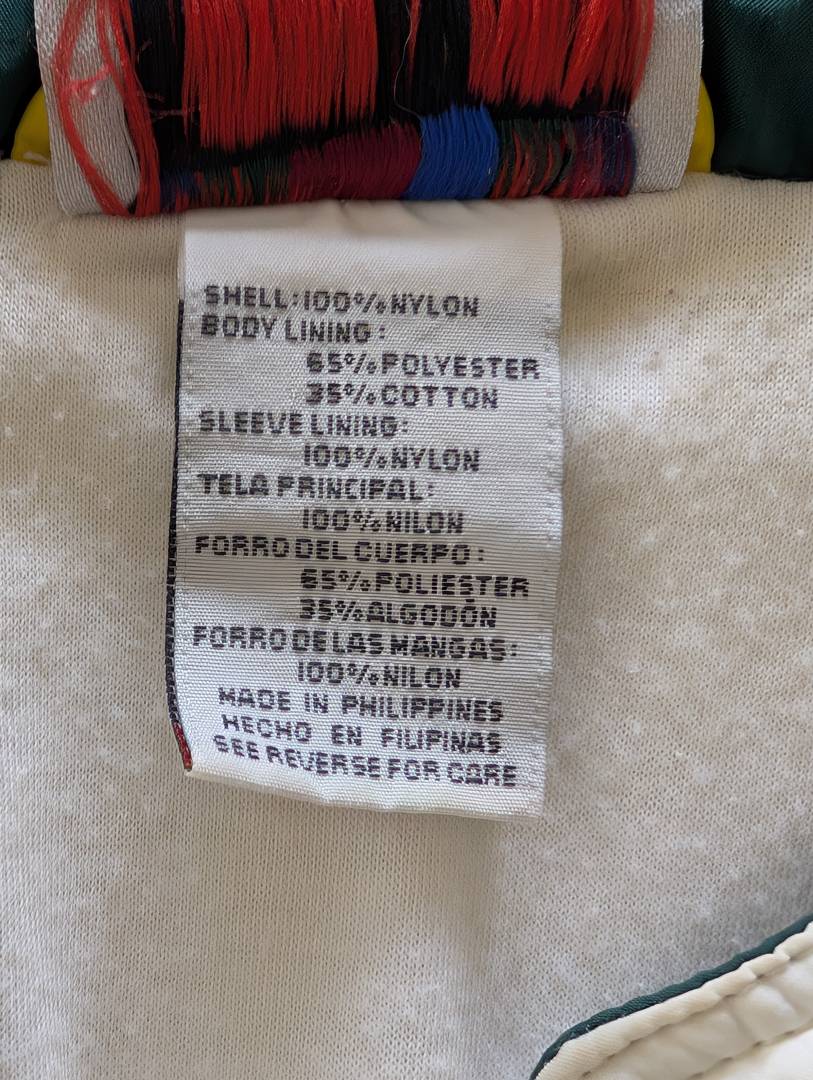 SHELL: 100% NYLON
BODY LINING :
65% POLYESTER
35% COTTON
SLEEVE LINING:
100% NYLON
TELA PRINCIPAL:
100% NILON
FORRO DEL CUERPO :
65% POLIESTER
35% ALGODÓN
FORRO DE LAS MANGAS:
100% NILON
MADE IN PHILIPPINES
HECHO EN FILIPINAS
SEE REVERSE FOR CARE